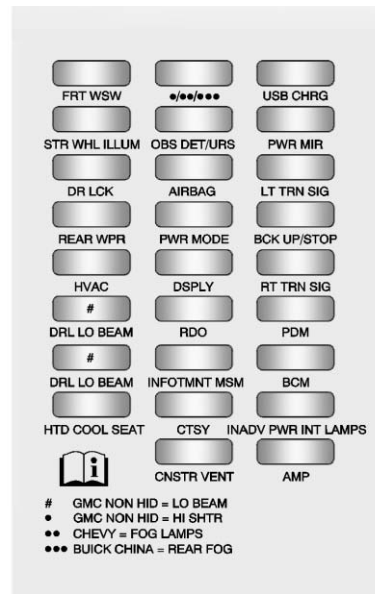 FRT WSW •/••/••• USB CHRG
STR WHL ILLUM OBS DET/URS PWR MIR
DR LCK AIRBAG LT TRN SIG
REAR WPR PWR MODE BCK UP/STOP
HVAC DSPLY RT TRN SIG
#
DRL LO BEAM RDO PDM
#
DRL LO BEAM INFOTMNT MSM BCM
HTD COOL SEAT CTSY INADV PWR INT LAMPS
i
CNSTR VENT AMP
# GMC NON HID = LO BEAM
• GMC NON HID = HI SHTR
•• CHEVY = FOG LAMPS
••• BUICK CHINA = REAR FOG